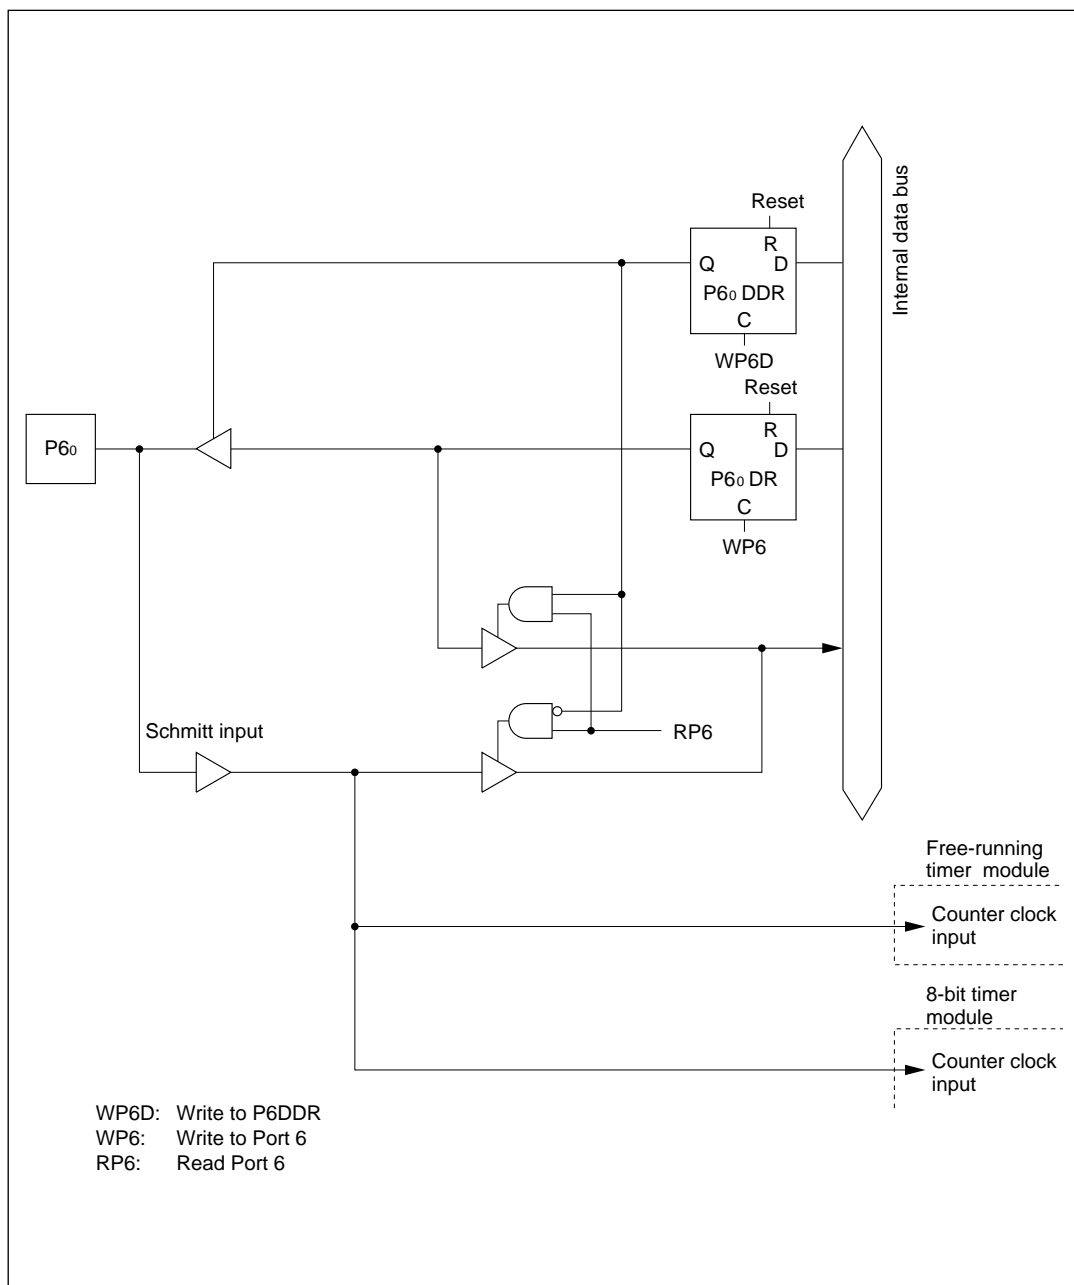 Internal data bus
Reset
R
Q D
P6₀ DDR
C
WP6D
Reset
R
Q D
P6₀ DR
C
WP6
P6₀
Schmitt input
RP6
Free-running
timer module
Counter clock
input
8-bit timer
module
Counter clock
input
WP6D: Write to P6DDR
WP6: Write to Port 6
RP6: Read Port 6